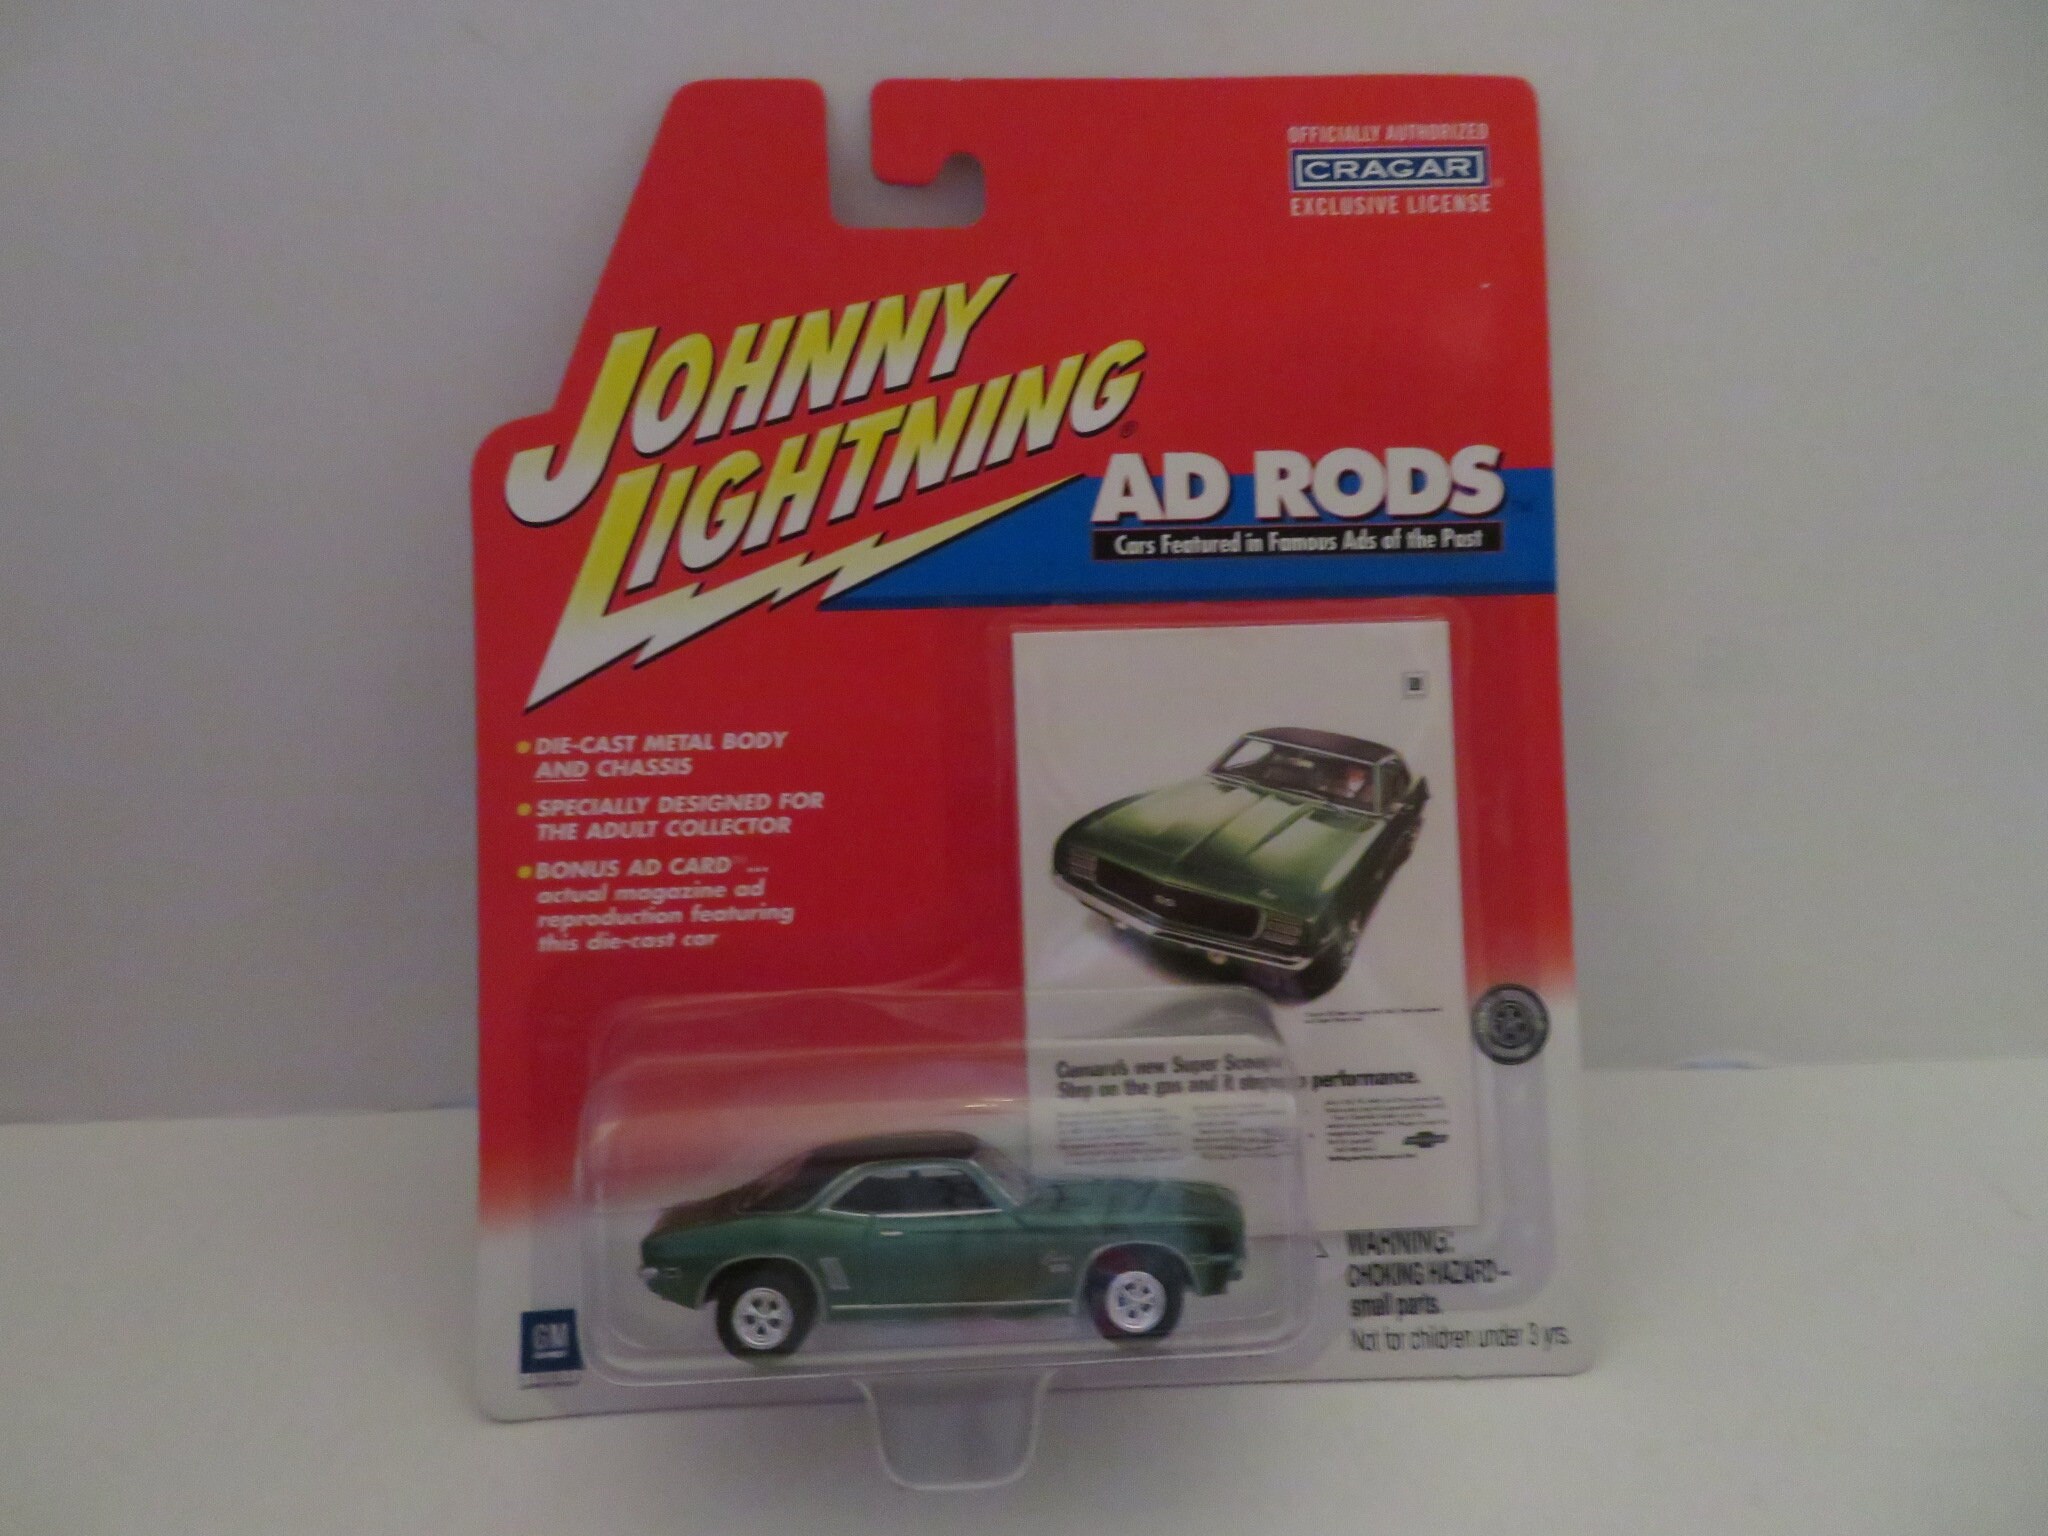 OFFICIALLY AUTHORIZED
CRAGAR
EXCLUSIVE LICENSE
JOHNNY
LIGHTNING®
AD RODS
Cars Featured in Famous Ads of the Past
• DIE-CAST METAL BODY
AND CHASSIS
• SPECIALLY DESIGNED FOR
THE ADULT COLLECTOR
• BONUS AD CARD™...
actual magazine ad
reproduction featuring
this die-cast car
Camaro's new Super
Step on the gas and it performance.
WARNING:
CHOKING HAZARD–
small parts.
Not for children under 3 yrs.
GM